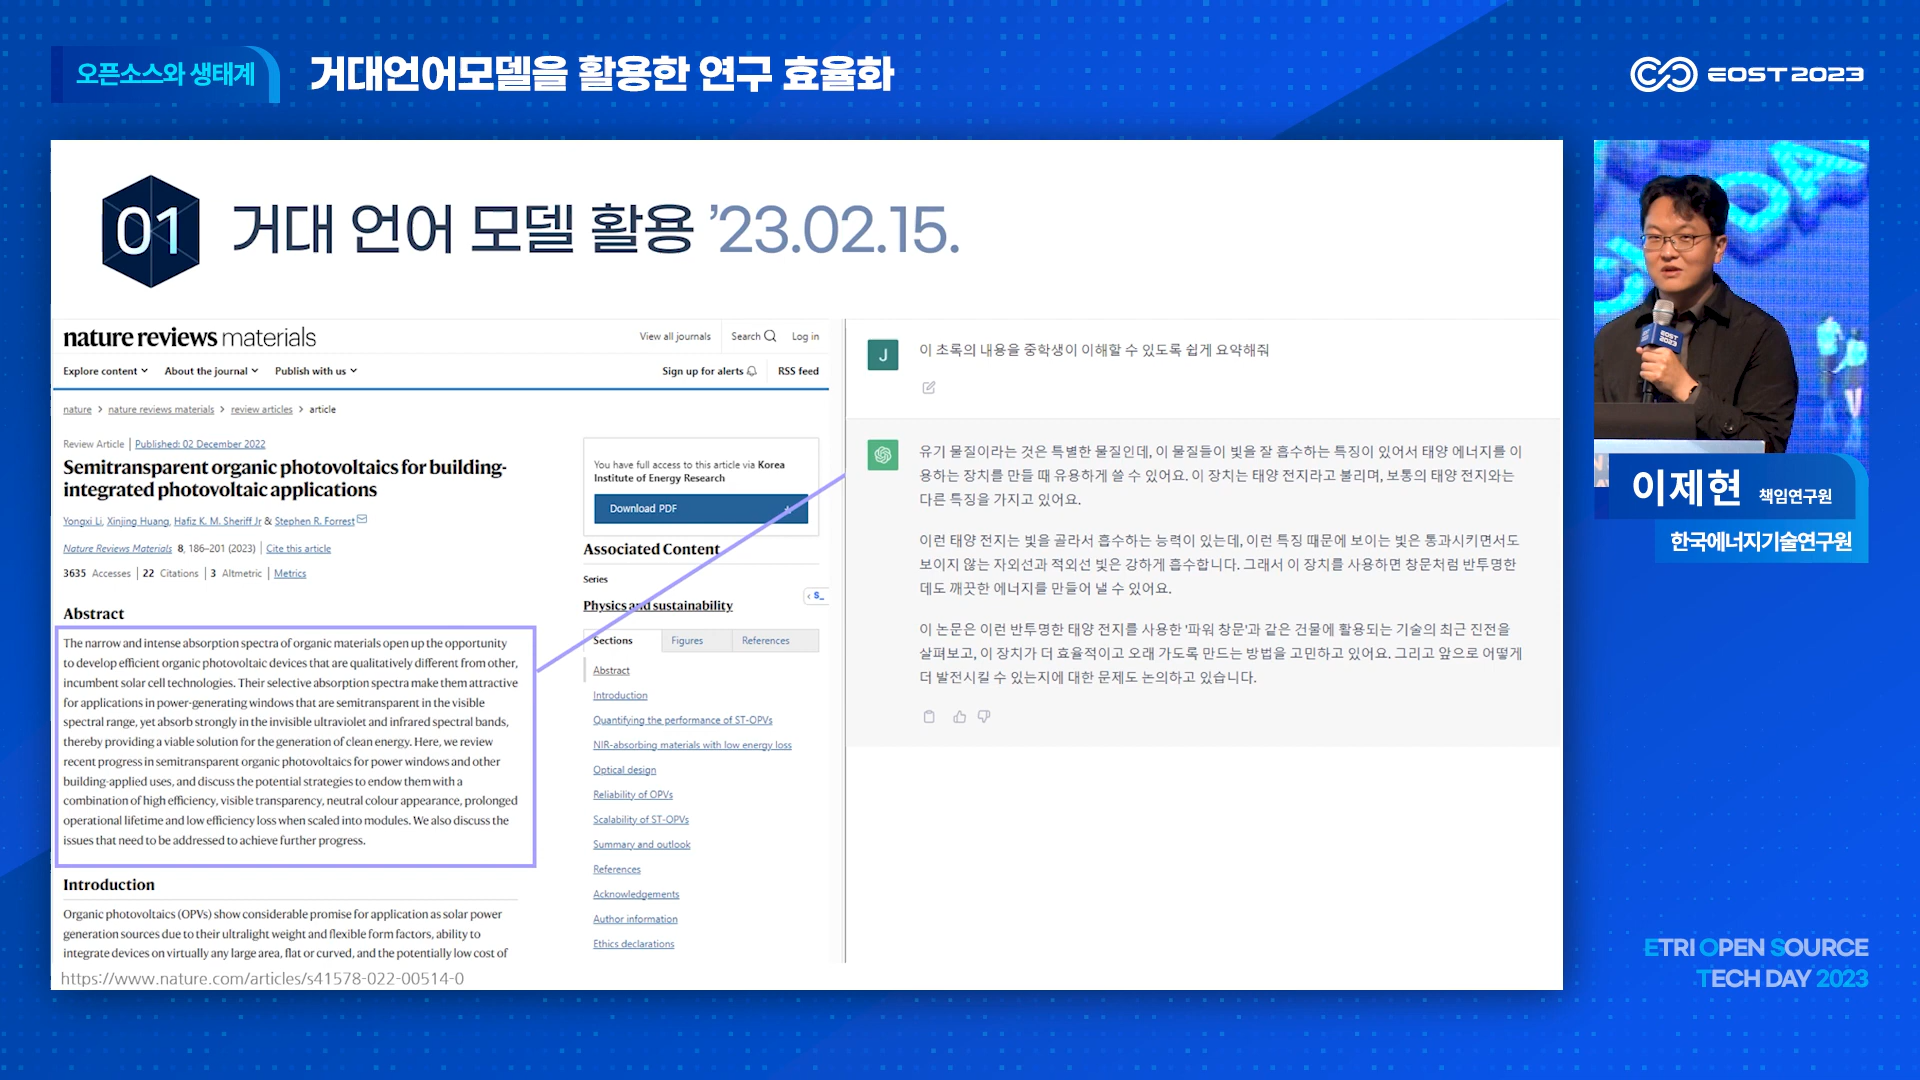 오픈소스와 생태계
거대언어모델을 활용한 연구 효율화
EOST 2023
01
거대 언어 모델 활용 ’23.02.15.
nature reviews materials
View all journals
Search
Log in
Explore content
About the journal
Publish with us
Sign up for alerts
RSS feed
nature > nature reviews materials > review articles > article
Review Article | Published: 02 December 2022
Semitransparent organic photovoltaics for building-
integrated photovoltaic applications
Yongxi Li, Xinjing Huang, Hafiz K. M. Sheriff Jr & Stephen R. Forrest
Nature Reviews Materials 8, 186–201 (2023) | Cite this article
3635 Accesses | 22 Citations | 3 Altmetric | Metrics
Abstract
The narrow and intense absorption spectra of organic materials open up the opportunity
to develop efficient organic photovoltaic devices that are qualitatively different from other,
incumbent solar cell technologies. Their selective absorption spectra make them attractive
for applications in power-generating windows that are semitransparent in the visible
spectral range, yet absorb strongly in the invisible ultraviolet and infrared spectral bands,
thereby providing a viable solution for the generation of clean energy. Here, we review
recent progress in semitransparent organic photovoltaics for power windows and other
building-applied uses, and discuss the potential strategies to endow them with a
combination of high efficiency, visible transparency, neutral colour appearance, prolonged
operational lifetime and low efficiency loss when scaled into modules. We also discuss the
issues that need to be addressed to achieve further progress.
Introduction
Organic photovoltaics (OPVs) show considerable promise for application as solar power
generation sources due to their ultralight weight and flexible form factors, ability to
integrate devices on virtually any large area, flat or curved, and the potentially low cost of
https://www.nature.com/articles/s41578-022-00514-0
You have full access to this article via Korea
Institute of Energy Research
Download PDF
Associated Content
Series
Physics and sustainability
S_
Sections
Figures
References
Abstract
Introduction
Quantifying the performance of ST-OPVs
NIR-absorbing materials with low energy loss
Optical design
Reliability of OPVs
Scalability of ST-OPVs
Summary and outlook
References
Acknowledgements
Author information
Ethics declarations
J
이 초록의 내용을 중학생이 이해할 수 있도록 쉽게 요약해줘
유기 물질이라는 것은 특별한 물질인데, 이 물질들이 빛을 잘 흡수하는 특징이 있어서 태양 에너지를 이
용하는 장치를 만들 때 유용하게 쓸 수 있어요. 이 장치는 태양 전지라고 불리며, 보통의 태양 전지와는
다른 특징을 가지고 있어요.
이런 태양 전지는 빛을 골라서 흡수하는 능력이 있는데, 이런 특징 때문에 보이는 빛은 통과시키면서도
보이지 않는 자외선과 적외선 빛은 강하게 흡수합니다. 그래서 이 장치를 사용하면 창문처럼 반투명한
데도 깨끗한 에너지를 만들어 낼 수 있어요.
이 논문은 이런 반투명한 태양 전지를 사용한 '파워 창문'과 같은 건물에 활용되는 기술의 최근 진전을
살펴보고, 이 장치가 더 효율적이고 오래 가도록 만드는 방법을 고민하고 있어요. 그리고 앞으로 어떻게
더 발전시킬 수 있는지에 대한 문제도 논의하고 있습니다.
EOST
2023
이제현 책임연구원
한국에너지기술연구원
ETRI OPEN SOURCE
TECH DAY 2023